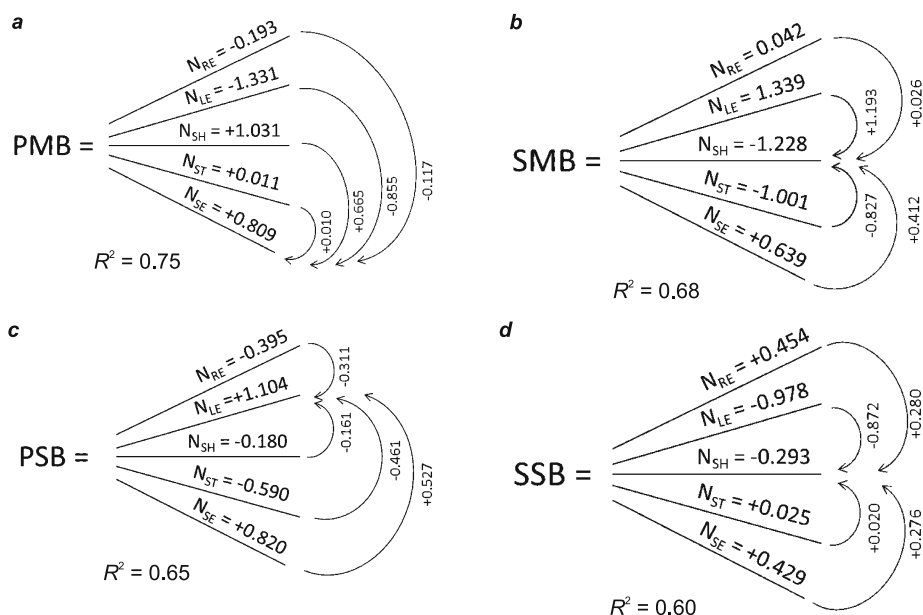 a
PMB =
N_RE = -0.193
N_LE = -1.331
N_SH = +1.031
N_ST = +0.011
N_SE = +0.809
+0.010
+0.665
-0.855
-0.117
R² = 0.75
b
SMB =
N_RE = 0.042
N_LE = 1.339
N_SH = -1.228
N_ST = -1.001
N_SE = +0.639
+1.193
-0.827
+0.026
+0.412
R² = 0.68
c
PSB =
N_RE = -0.395
N_LE =+1.104
N_SH = -0.180
N_ST = -0.590
N_SE = +0.820
-0.311
-0.161
-0.461
+0.527
R² = 0.65
d
SSB =
N_RE = +0.454
N_LE = -0.978
N_SH = -0.293
N_ST = +0.025
N_SE = +0.429
-0.872
+0.020
+0.280
+0.276
R² = 0.60